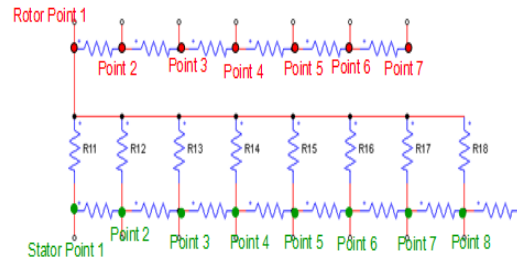 Rotor Point 1
Point 2
Point 3
Point 4
Point 5
Point 6
Point 7
R11
R12
R13
R14
R15
R16
R17
R18
Stator Point 1
Point 2
Point 3
Point 4
Point 5
Point 6
Point 7
Point 8